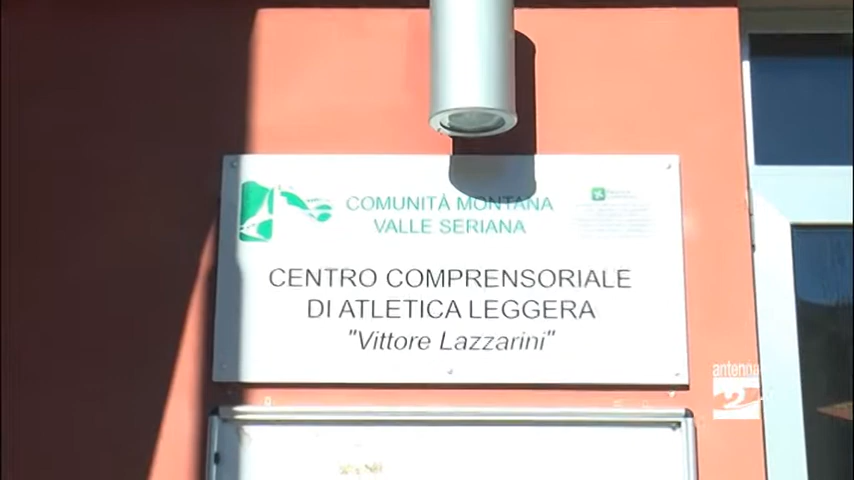 COMUNITÀ MONTANA
VALLE SERIANA
CENTRO COMPRENSORIALE
DI ATLETICA LEGGERA
"Vittore Lazzarini"
antenna
2